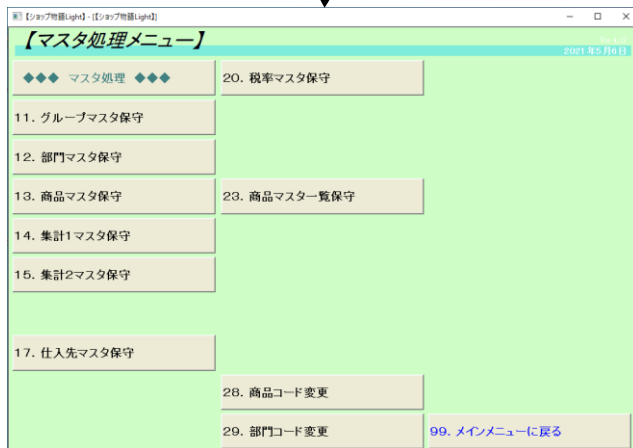 【ショップ物語Light】 - [【ショップ物語Light】]
【マスタ処理メニュー】
2021年5月6日
◆◆◆ マスタ処理 ◆◆◆
20. 税率マスタ保守
11. グループマスタ保守
12. 部門マスタ保守
13. 商品マスタ保守
23. 商品マスタ一覧保守
14. 集計1マスタ保守
15. 集計2マスタ保守
17. 仕入先マスタ保守
28. 商品コード変更
29. 部門コード変更
99. メインメニューに戻る